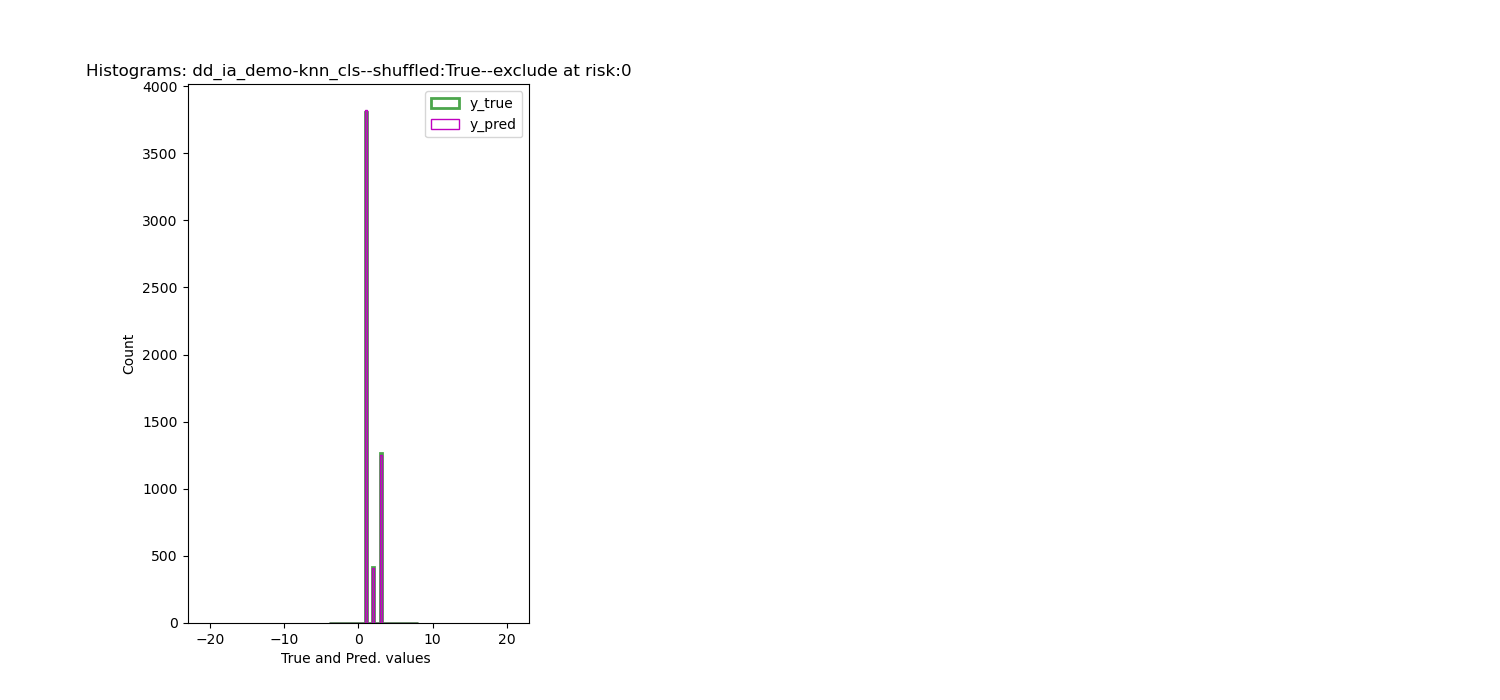 Histograms: dd_ia_demo-knn_cls--shuffled:True--exclude at risk:0
4000
3500
3000
2500
2000
1500
1000
500
0
Count
y_true
y_pred
−20 −10 0 10 20
True and Pred. values